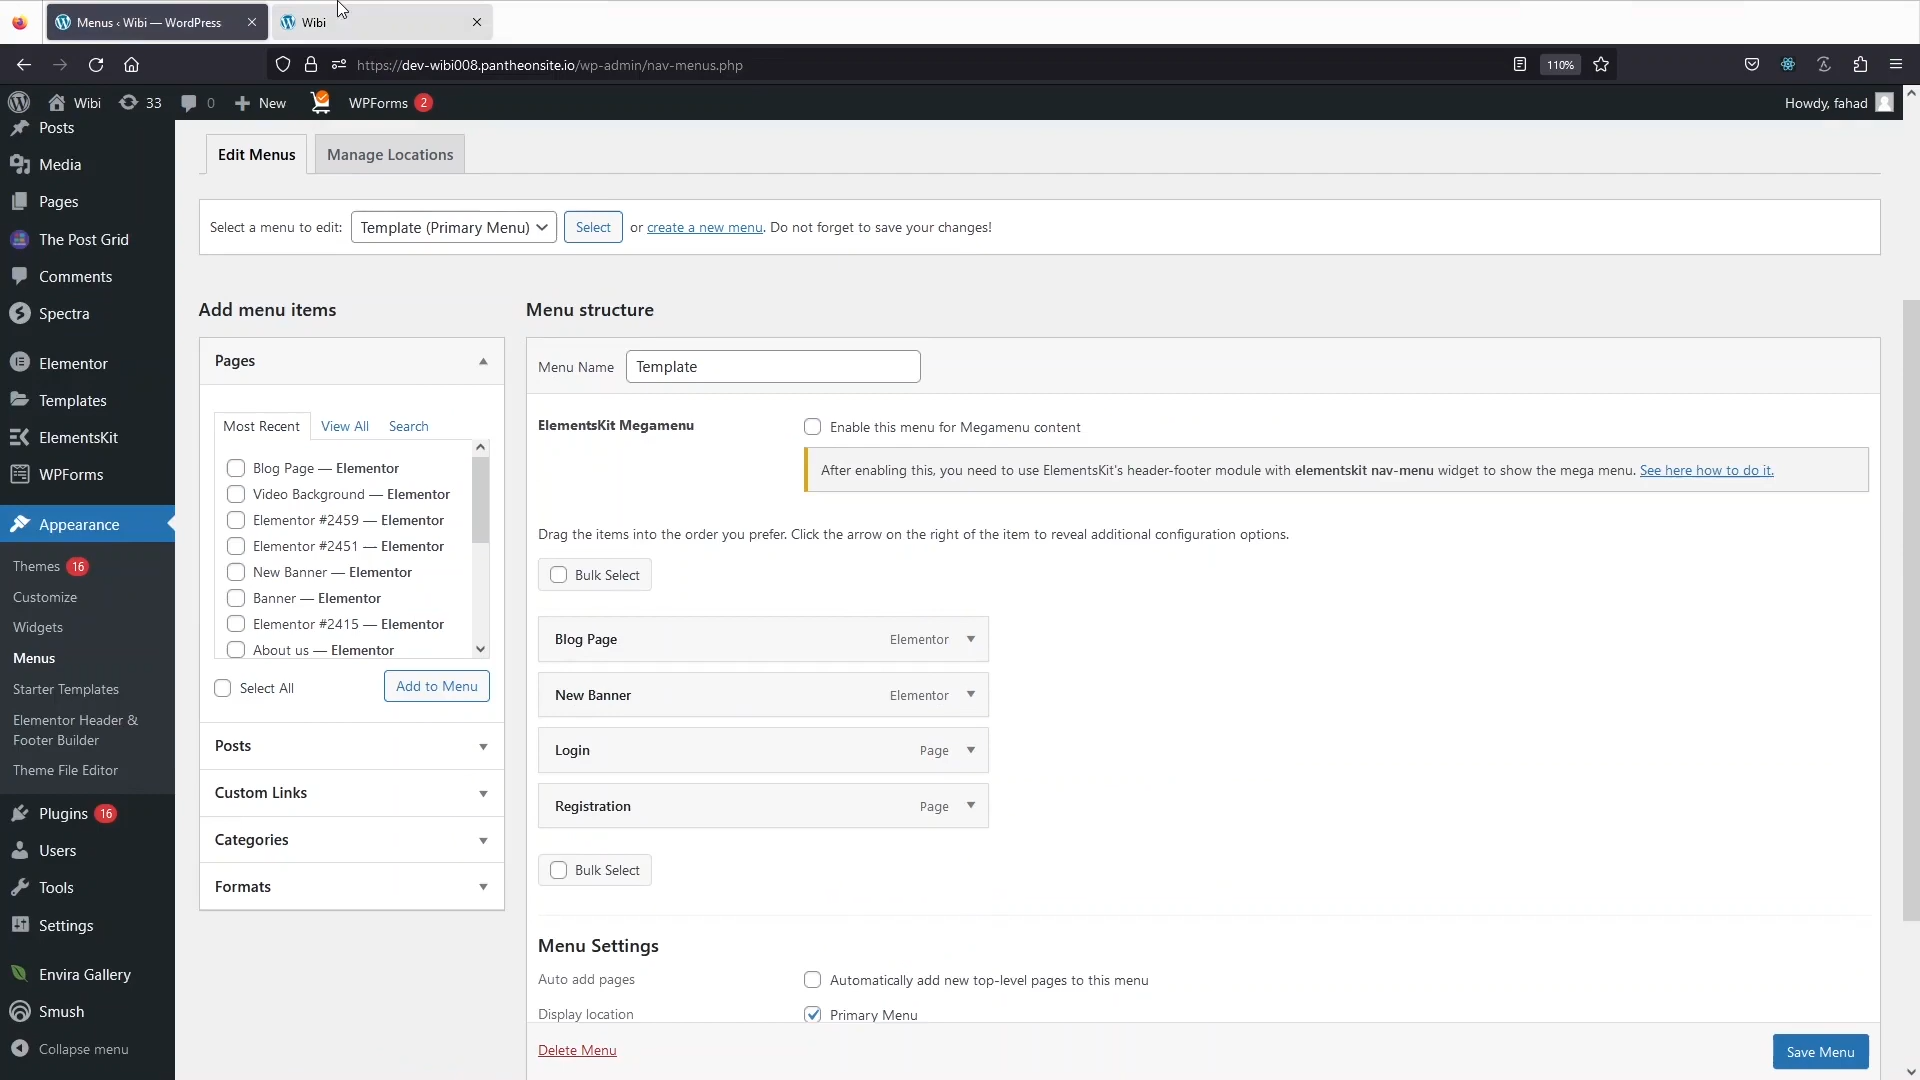 Menus ‹ Wibi — WordPress
Wibi
https://dev-wibi008.pantheonsite.io/wp-admin/nav-menus.php
110%
Wibi
33
0
New
WPForms 2
Howdy, fahad
Posts
Media
Pages
The Post Grid
Comments
Spectra
Elementor
Templates
ElementsKit
WPForms
Appearance
Themes 16
Customize
Widgets
Menus
Starter Templates
Elementor Header &
Footer Builder
Theme File Editor
Plugins 16
Users
Tools
Settings
Envira Gallery
Smush
Collapse menu
Edit Menus
Manage Locations
Select a menu to edit: Template (Primary Menu) Select or create a new menu. Do not forget to save your changes!
Add menu items
Pages
Most Recent View All Search
Blog Page — Elementor
Video Background — Elementor
Elementor #2459 — Elementor
Elementor #2451 — Elementor
New Banner — Elementor
Banner — Elementor
Elementor #2415 — Elementor
About us — Elementor
Select All
Add to Menu
Posts
Custom Links
Categories
Formats
Menu structure
Menu Name Template
ElementsKit Megamenu
Enable this menu for Megamenu content
After enabling this, you need to use ElementsKit's header-footer module with elementskit nav-menu widget to show the mega menu. See here how to do it.
Drag the items into the order you prefer. Click the arrow on the right of the item to reveal additional configuration options.
Bulk Select
Blog Page Elementor
New Banner Elementor
Login Page
Registration Page
Bulk Select
Menu Settings
Auto add pages
Automatically add new top-level pages to this menu
Display location
Primary Menu
Delete Menu
Save Menu